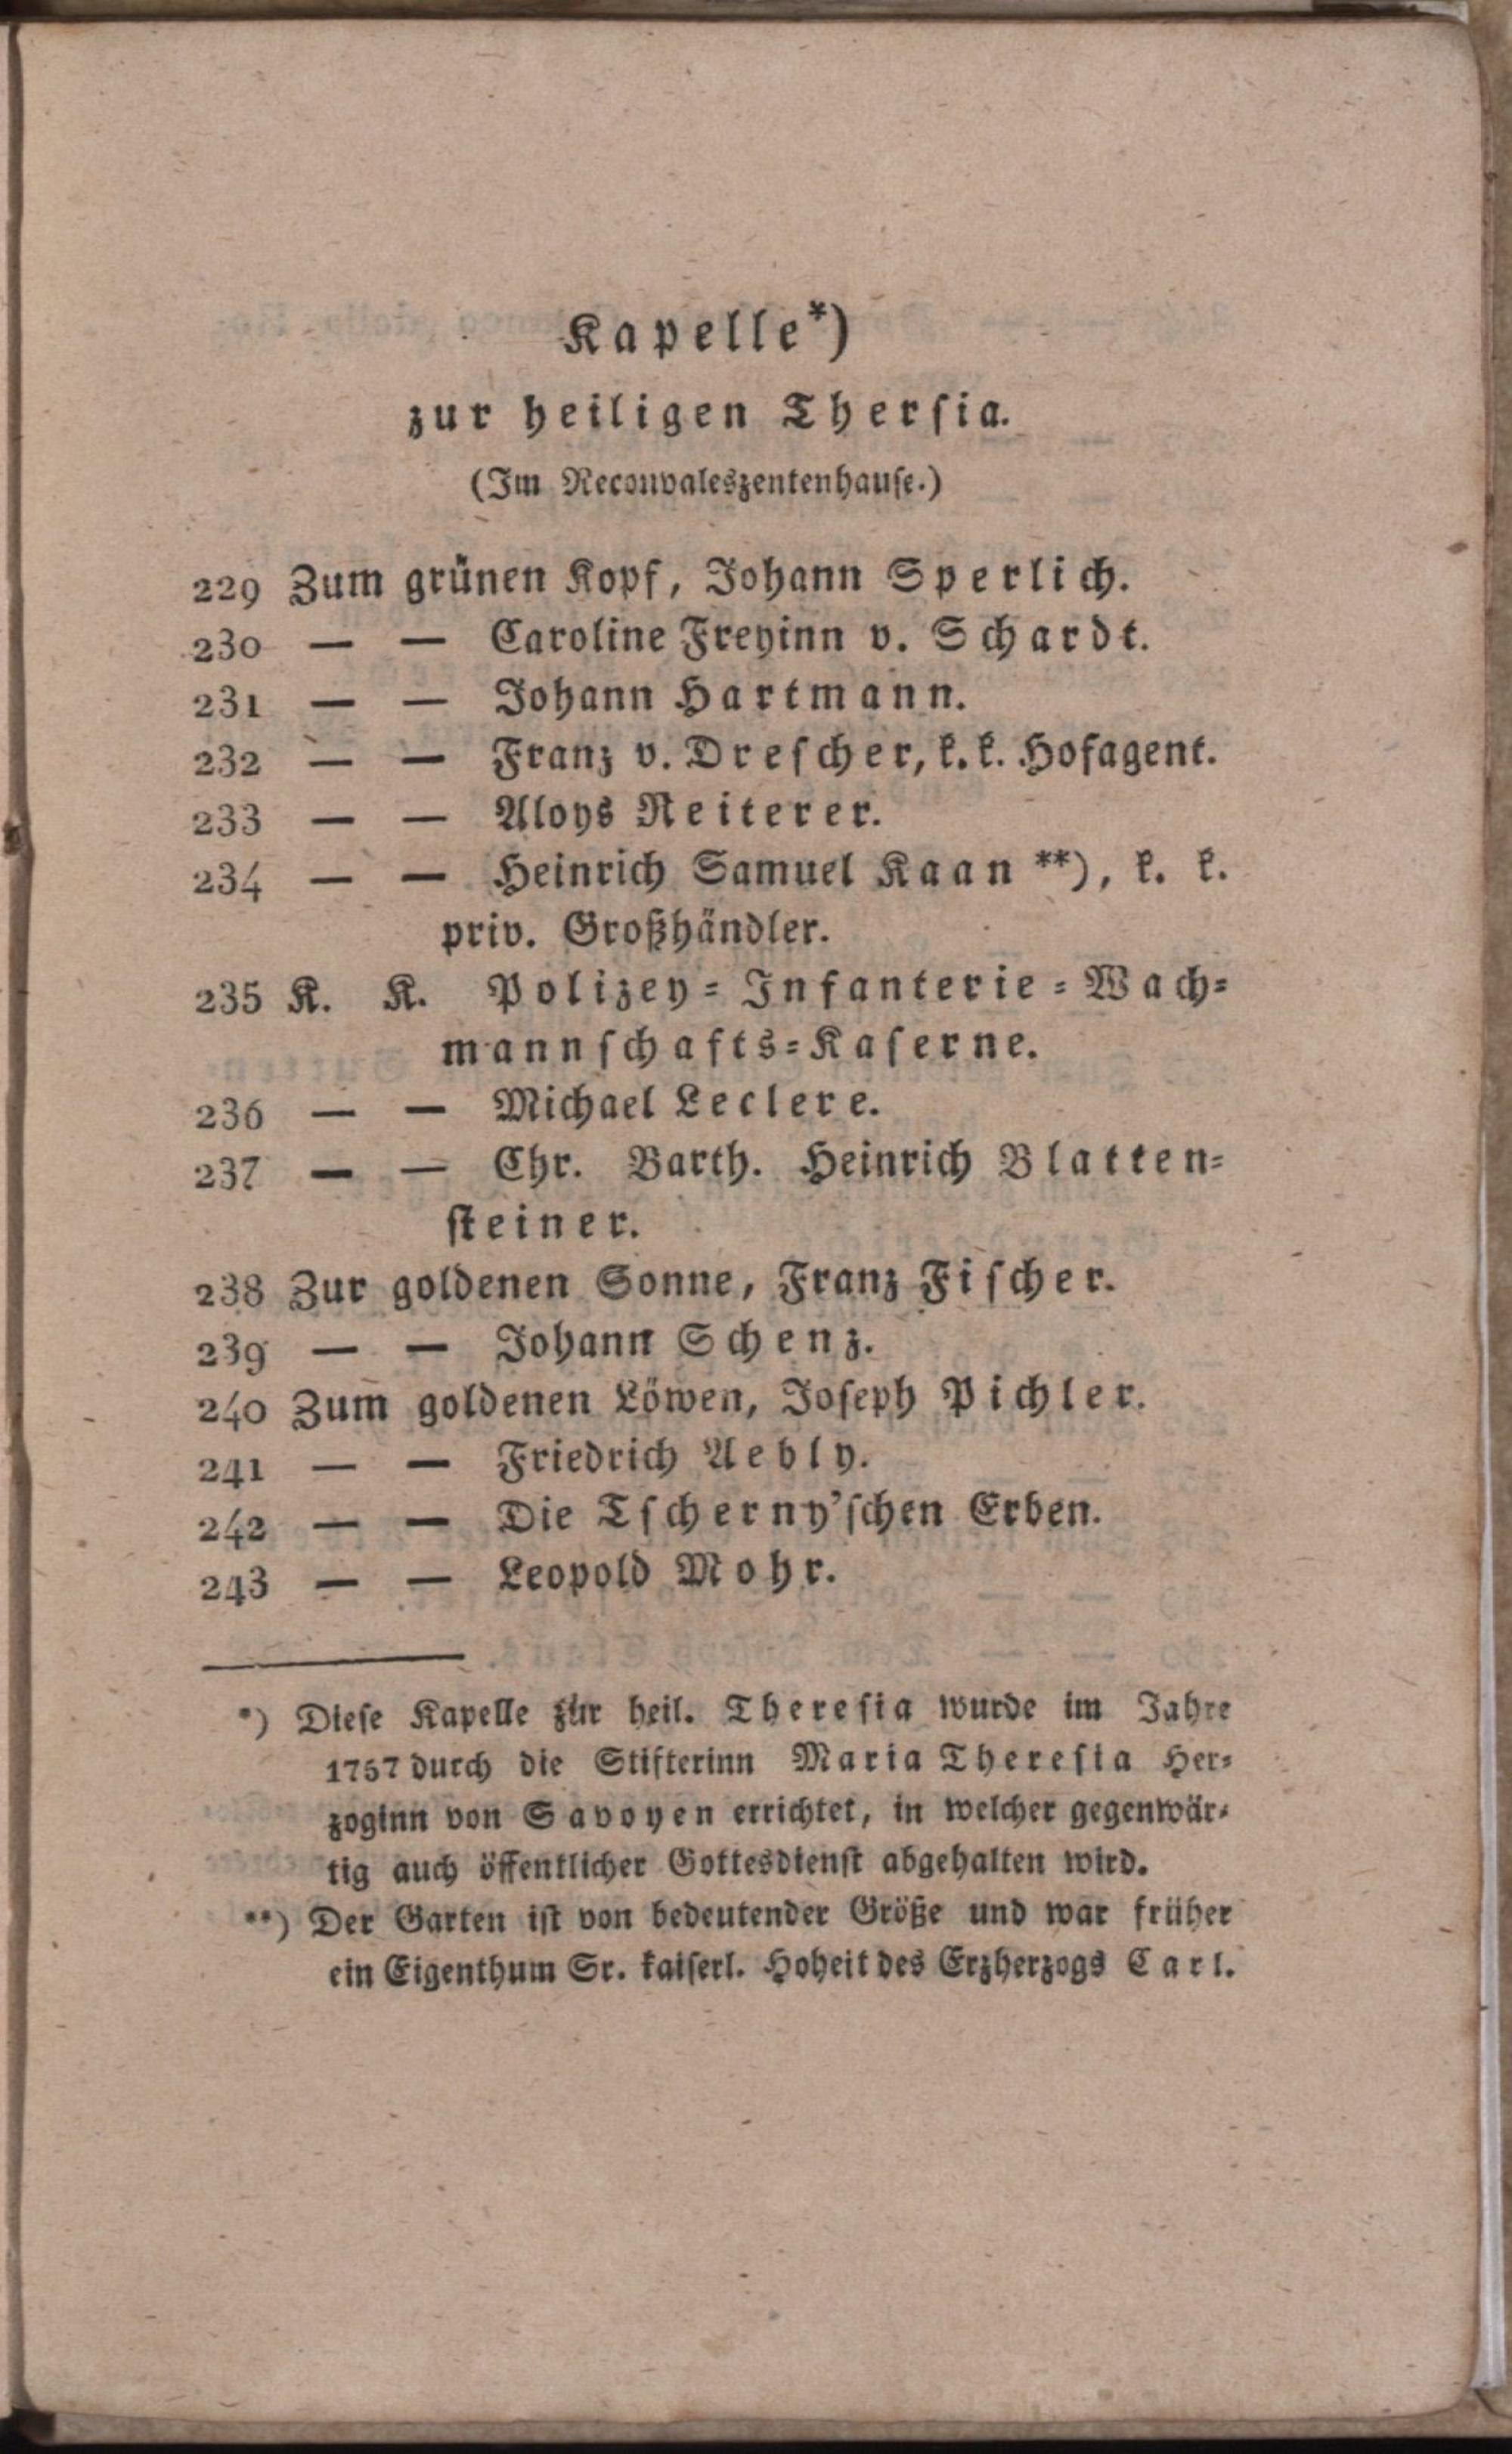 Kapelle*)
zur heiligen Thersia.
(Im Reconvaleszentenhause.)
229 Zum grünen Kopf, Johann Sperlich.
230 — — Caroline Freyinn v. Schardt.
231 — — Johann Hartmann.
232 — — Franz v. Drescher, k. k. Hofagent.
233 — — Aloys Reiterer.
234 — — Heinrich Samuel Kaan **), k. k.
priv. Großhändler.
235 K. K. Polizey-Infanterie-Wach-
mannschafts-Kaserne.
236 — — Michael Leclere.
237 — — Chr. Barth. Heinrich Blatten-
steiner.
238 Zur goldenen Sonne, Franz Fischer.
239 — — Johann Schenz.
240 Zum goldenen Löwen, Joseph Pichler.
241 — — Friedrich Aebly.
242 — — Die Tscherny'schen Erben.
243 — — Leopold Mohr.
*) Diese Kapelle zur heil. Theresia wurde im Jahre
1757 durch die Stifterinn Maria Theresia Her-
zoginn von Savoyen errichtet, in welcher gegenwär-
tig auch öffentlicher Gottesdienst abgehalten wird.
**) Der Garten ist von bedeutender Größe und war früher
ein Eigenthum Sr. kaiserl. Hoheit des Erzherzogs Carl.